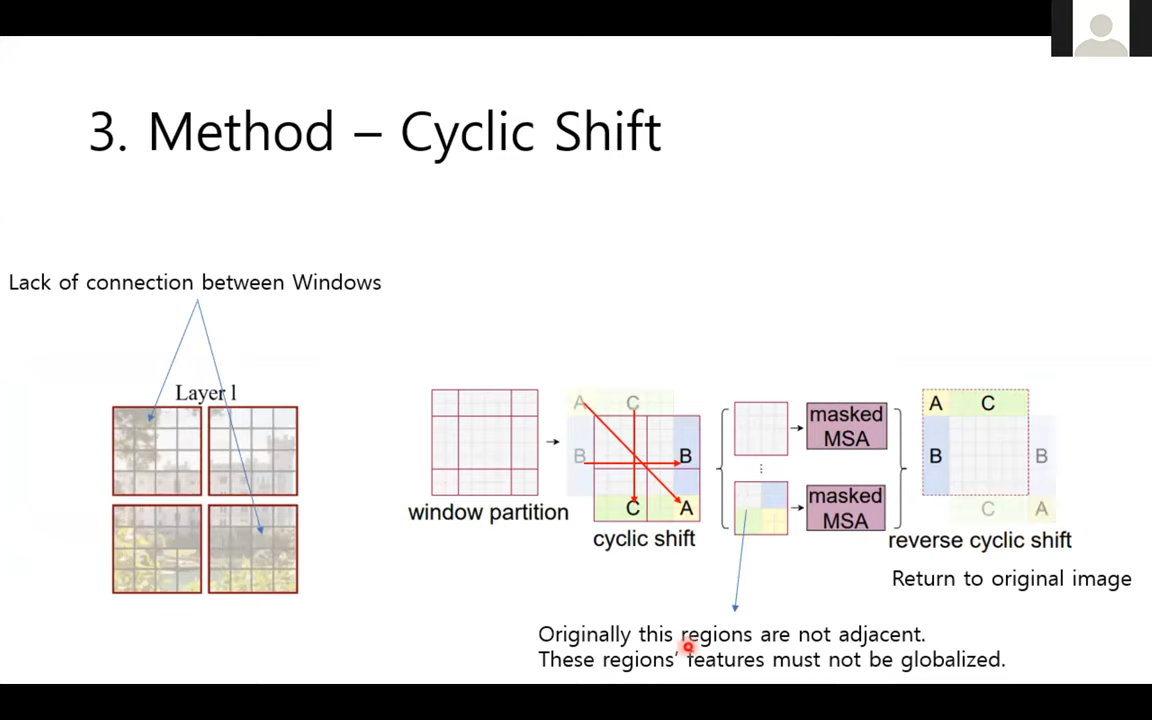 3. Method – Cyclic Shift
Lack of connection between Windows
Layer l
A
C
B
B
C
A
window partition
cyclic shift
masked
MSA
masked
MSA
A
C
B
B
C
A
reverse cyclic shift
Return to original image
Originally this regions are not adjacent.
These regions' features must not be globalized.